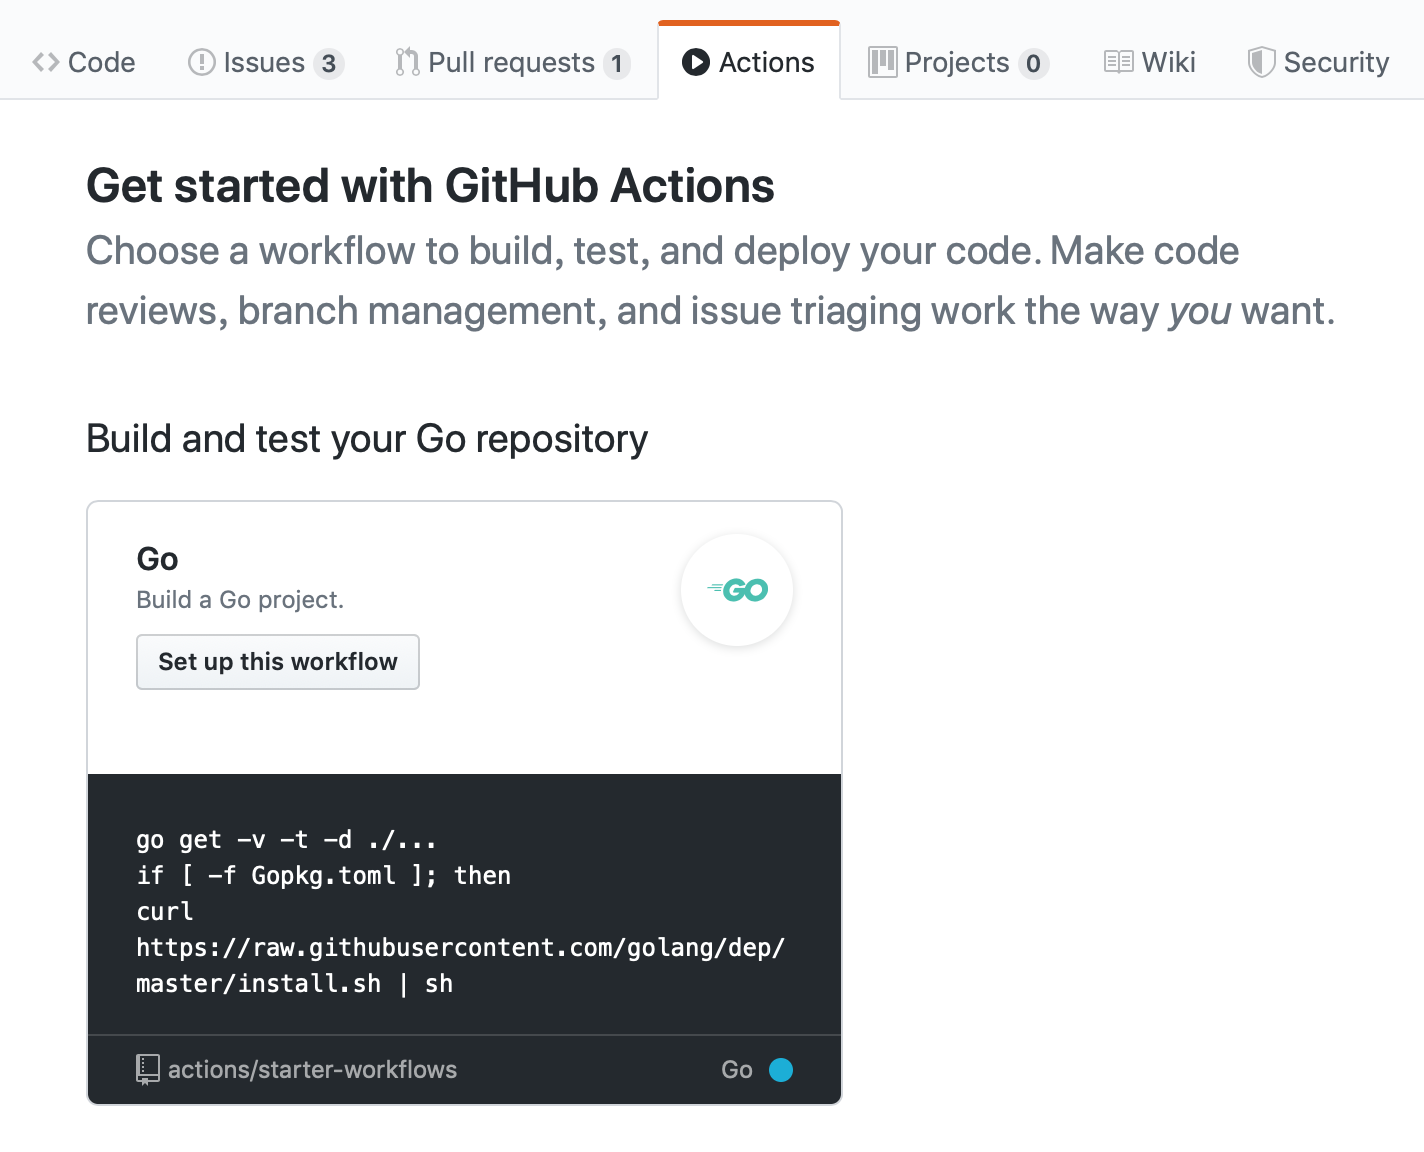 Code Issues 3 Pull requests 1 Actions Projects 0 Wiki Security
Get started with GitHub Actions
Choose a workflow to build, test, and deploy your code. Make code
reviews, branch management, and issue triaging work the way you want.
Build and test your Go repository
Go
GO
Build a Go project.
Set up this workflow
go get -v -t -d ./...
if [ -f Gopkg.toml ]; then
curl
https://raw.githubusercontent.com/golang/dep/
master/install.sh | sh
actions/starter-workflows Go